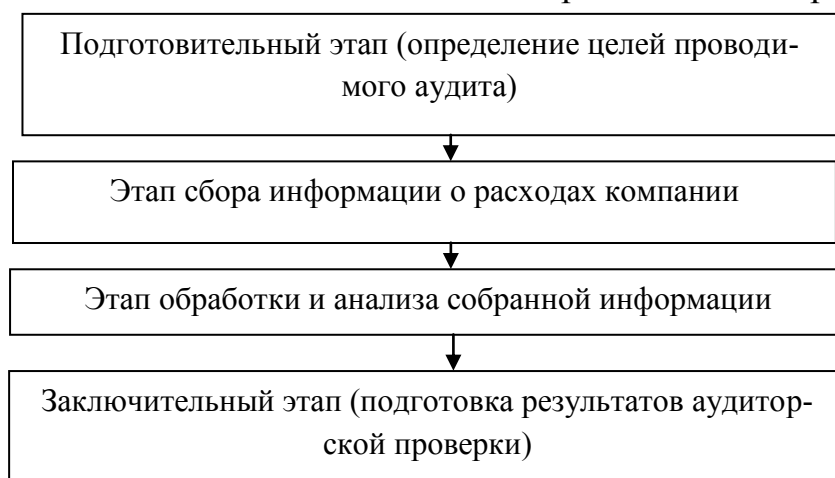 Подготовительный этап (определение целей проводи-
мого аудита)
Этап сбора информации о расходах компании
Этап обработки и анализа собранной информации
Заключительный этап (подготовка результатов аудитор-
ской проверки)